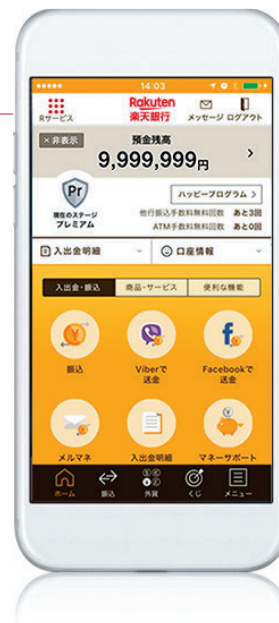 14:03
Rサービス
Rakuten
楽天銀行
メッセージ ログアウト
×非表示
預金残高
9,999,999円
Pr
現在のステージ
プレミアム
ハッピープログラム
他行振込手数料無料回数 あと3回
ATM手数料無料回数 あと0回
入出金明細
口座情報
入出金・振込 商品・サービス 便利な機能
振込
Viberで
送金
Facebookで
送金
メルマネ
入出金明細
マネーサポート
ホーム 振込 外貨 くじ メニュー